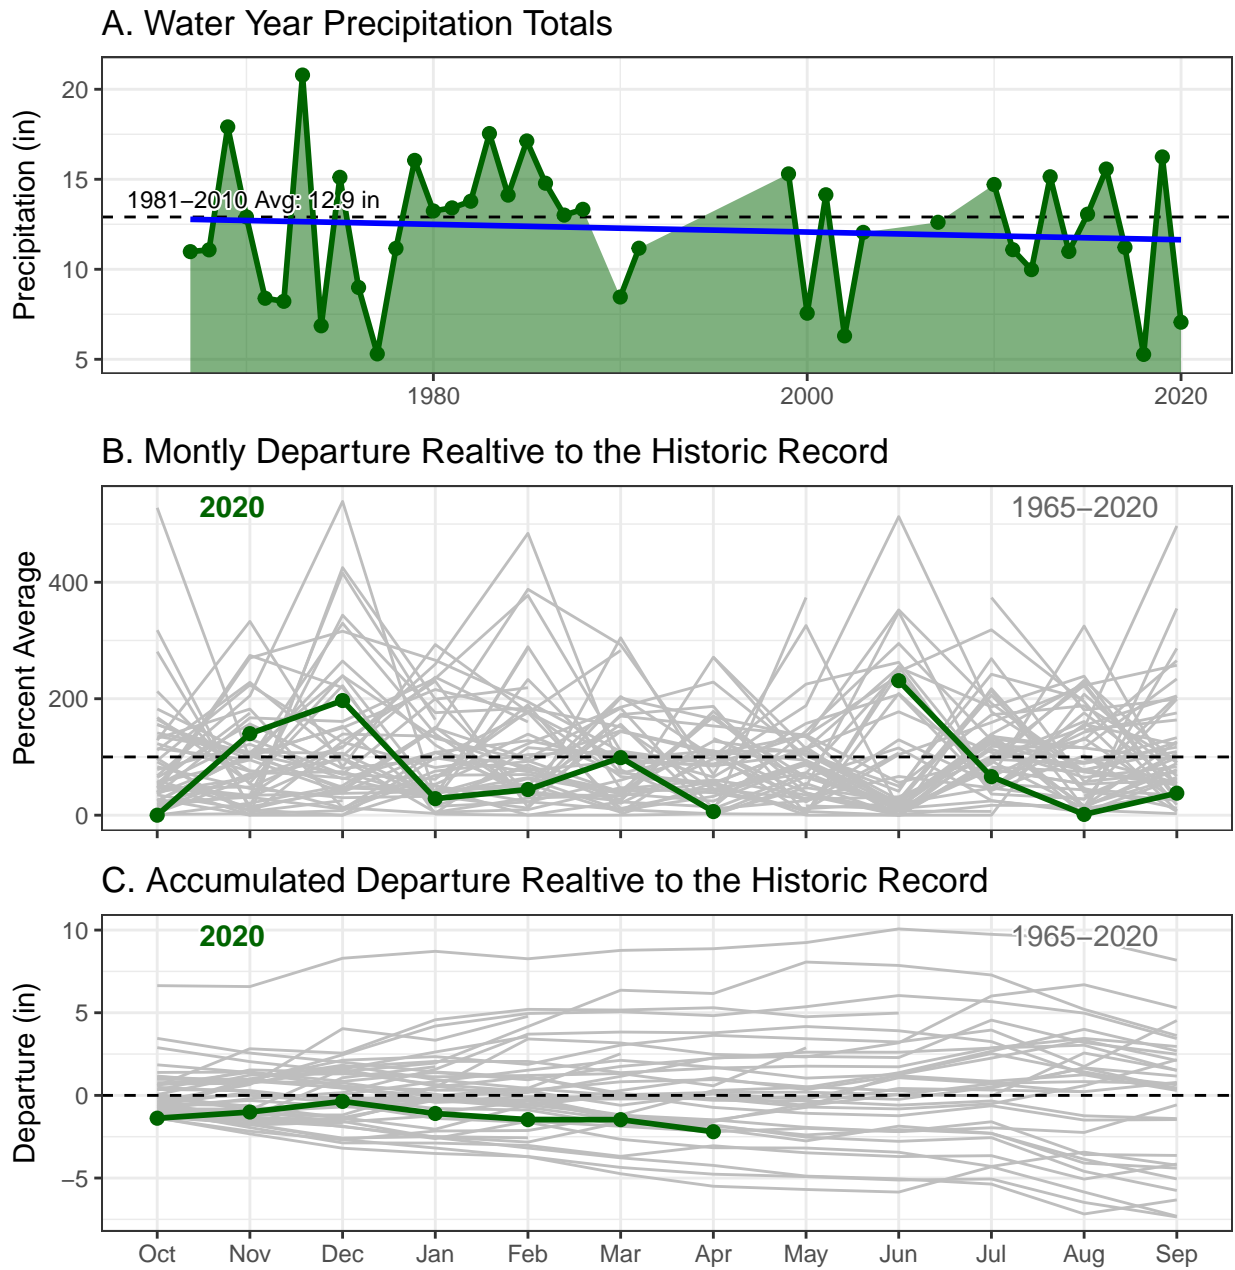 A. Water Year Precipitation Totals
Precipitation (in)
20
15
10
5
1981–2010 Avg: 12.9 in
1980
2000
2020
B. Montly Departure Realtive to the Historic Record
Percent Average
400
200
0
2020
1965–2020
C. Accumulated Departure Realtive to the Historic Record
Departure (in)
10
5
0
−5
2020
1965–2020
Oct Nov Dec Jan Feb Mar Apr May Jun Jul Aug Sep